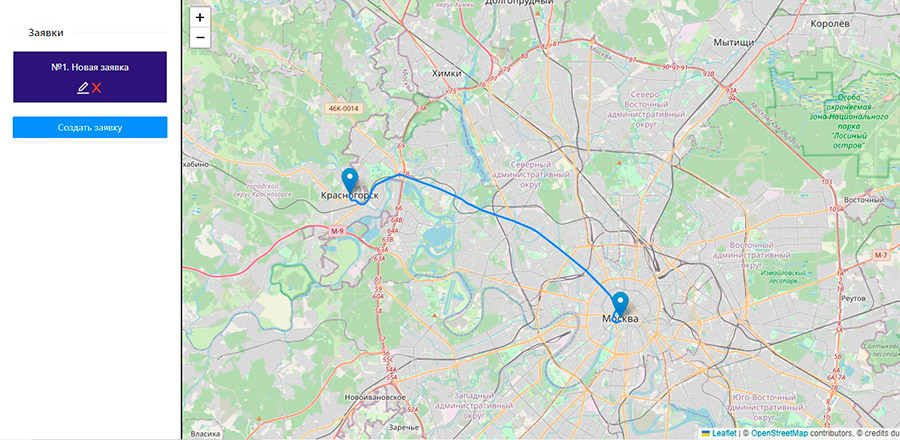 Заявки
№1. Новая заявка
Создать заявку
+
−
Долгопрудный
Королёв
Мытищи
Химки
46К-0014
Северо-
Восточный
административный
округ
Особо
охраняемая
зона Национального
парка
"Лосиный
остров"
хабино
городской
округ Красногорск
Красногорск
Северный
административный
округ
Восточный
М-9
М-7
Восточный
административный
округ
Измайловский
лесопарк
Реутов
Москва
Новоивановское
Западный
административный
округ
Юго-Восточный
административный
округ
Заречье
Власиха
Leaflet | © OpenStreetMap contributors, © credits du